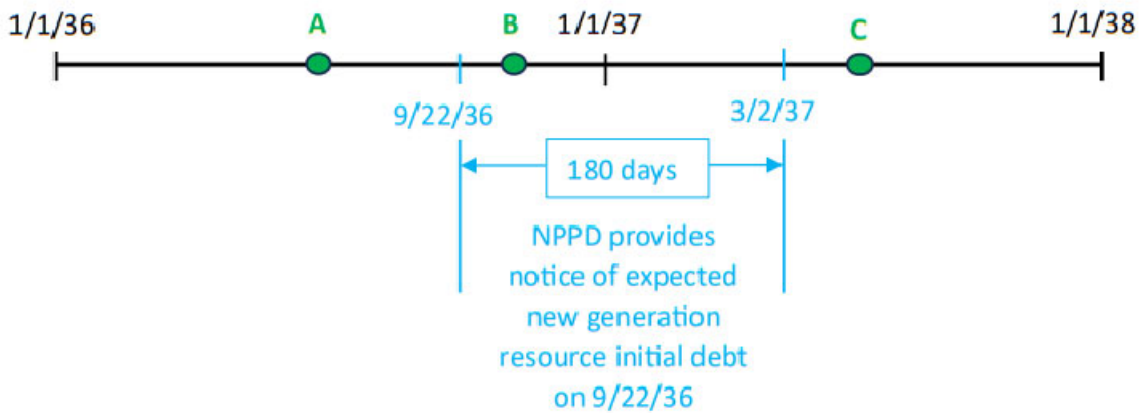 1/1/36 A B 1/1/37 C 1/1/38
9/22/36 3/2/37
180 days
NPPD provides
notice of expected
new generation
resource initial debt
on 9/22/36